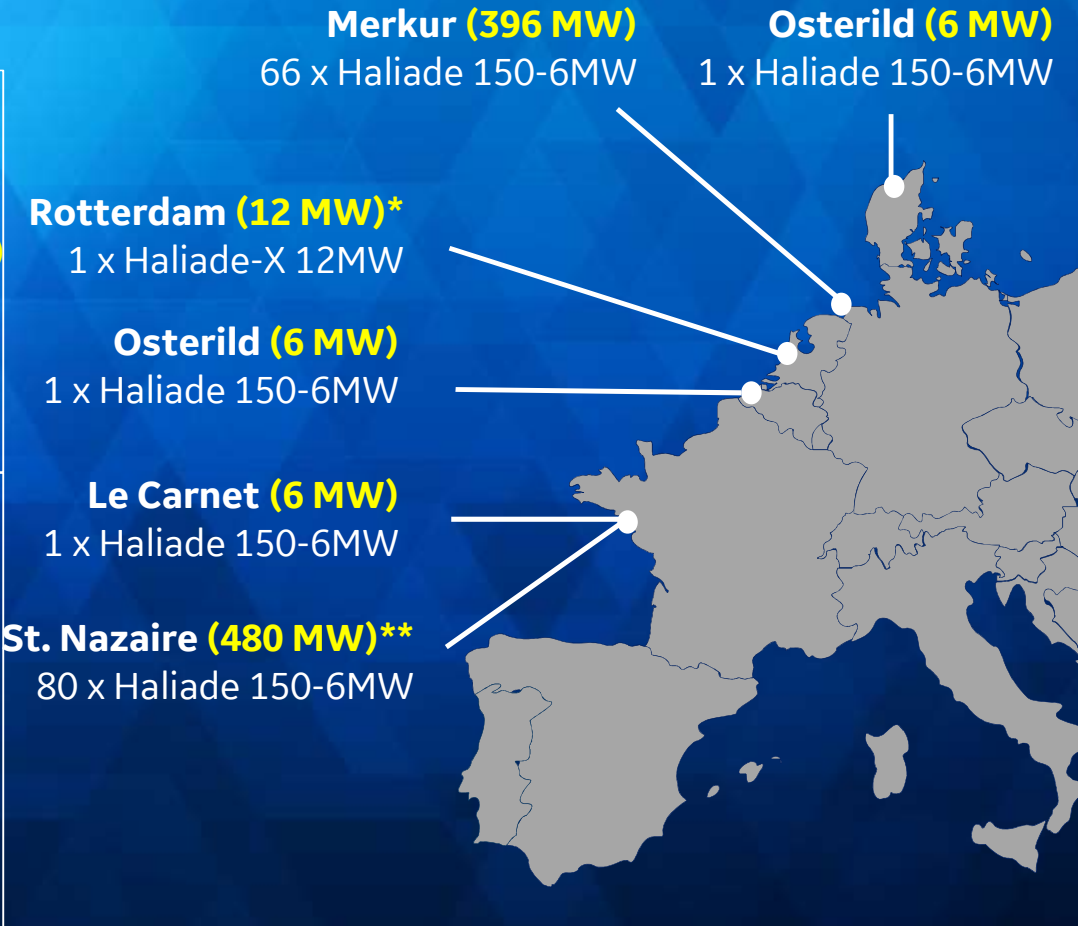 Merkur (396 MW)
66 x Haliade 150-6MW
Osterild (6 MW)
1 x Haliade 150-6MW
Rotterdam (12 MW)*
1 x Haliade-X 12MW
)
Osterild (6 MW)
1 x Haliade 150-6MW
Le Carnet (6 MW)
1 x Haliade 150-6MW
St. Nazaire (480 MW)**
80 x Haliade 150-6MW